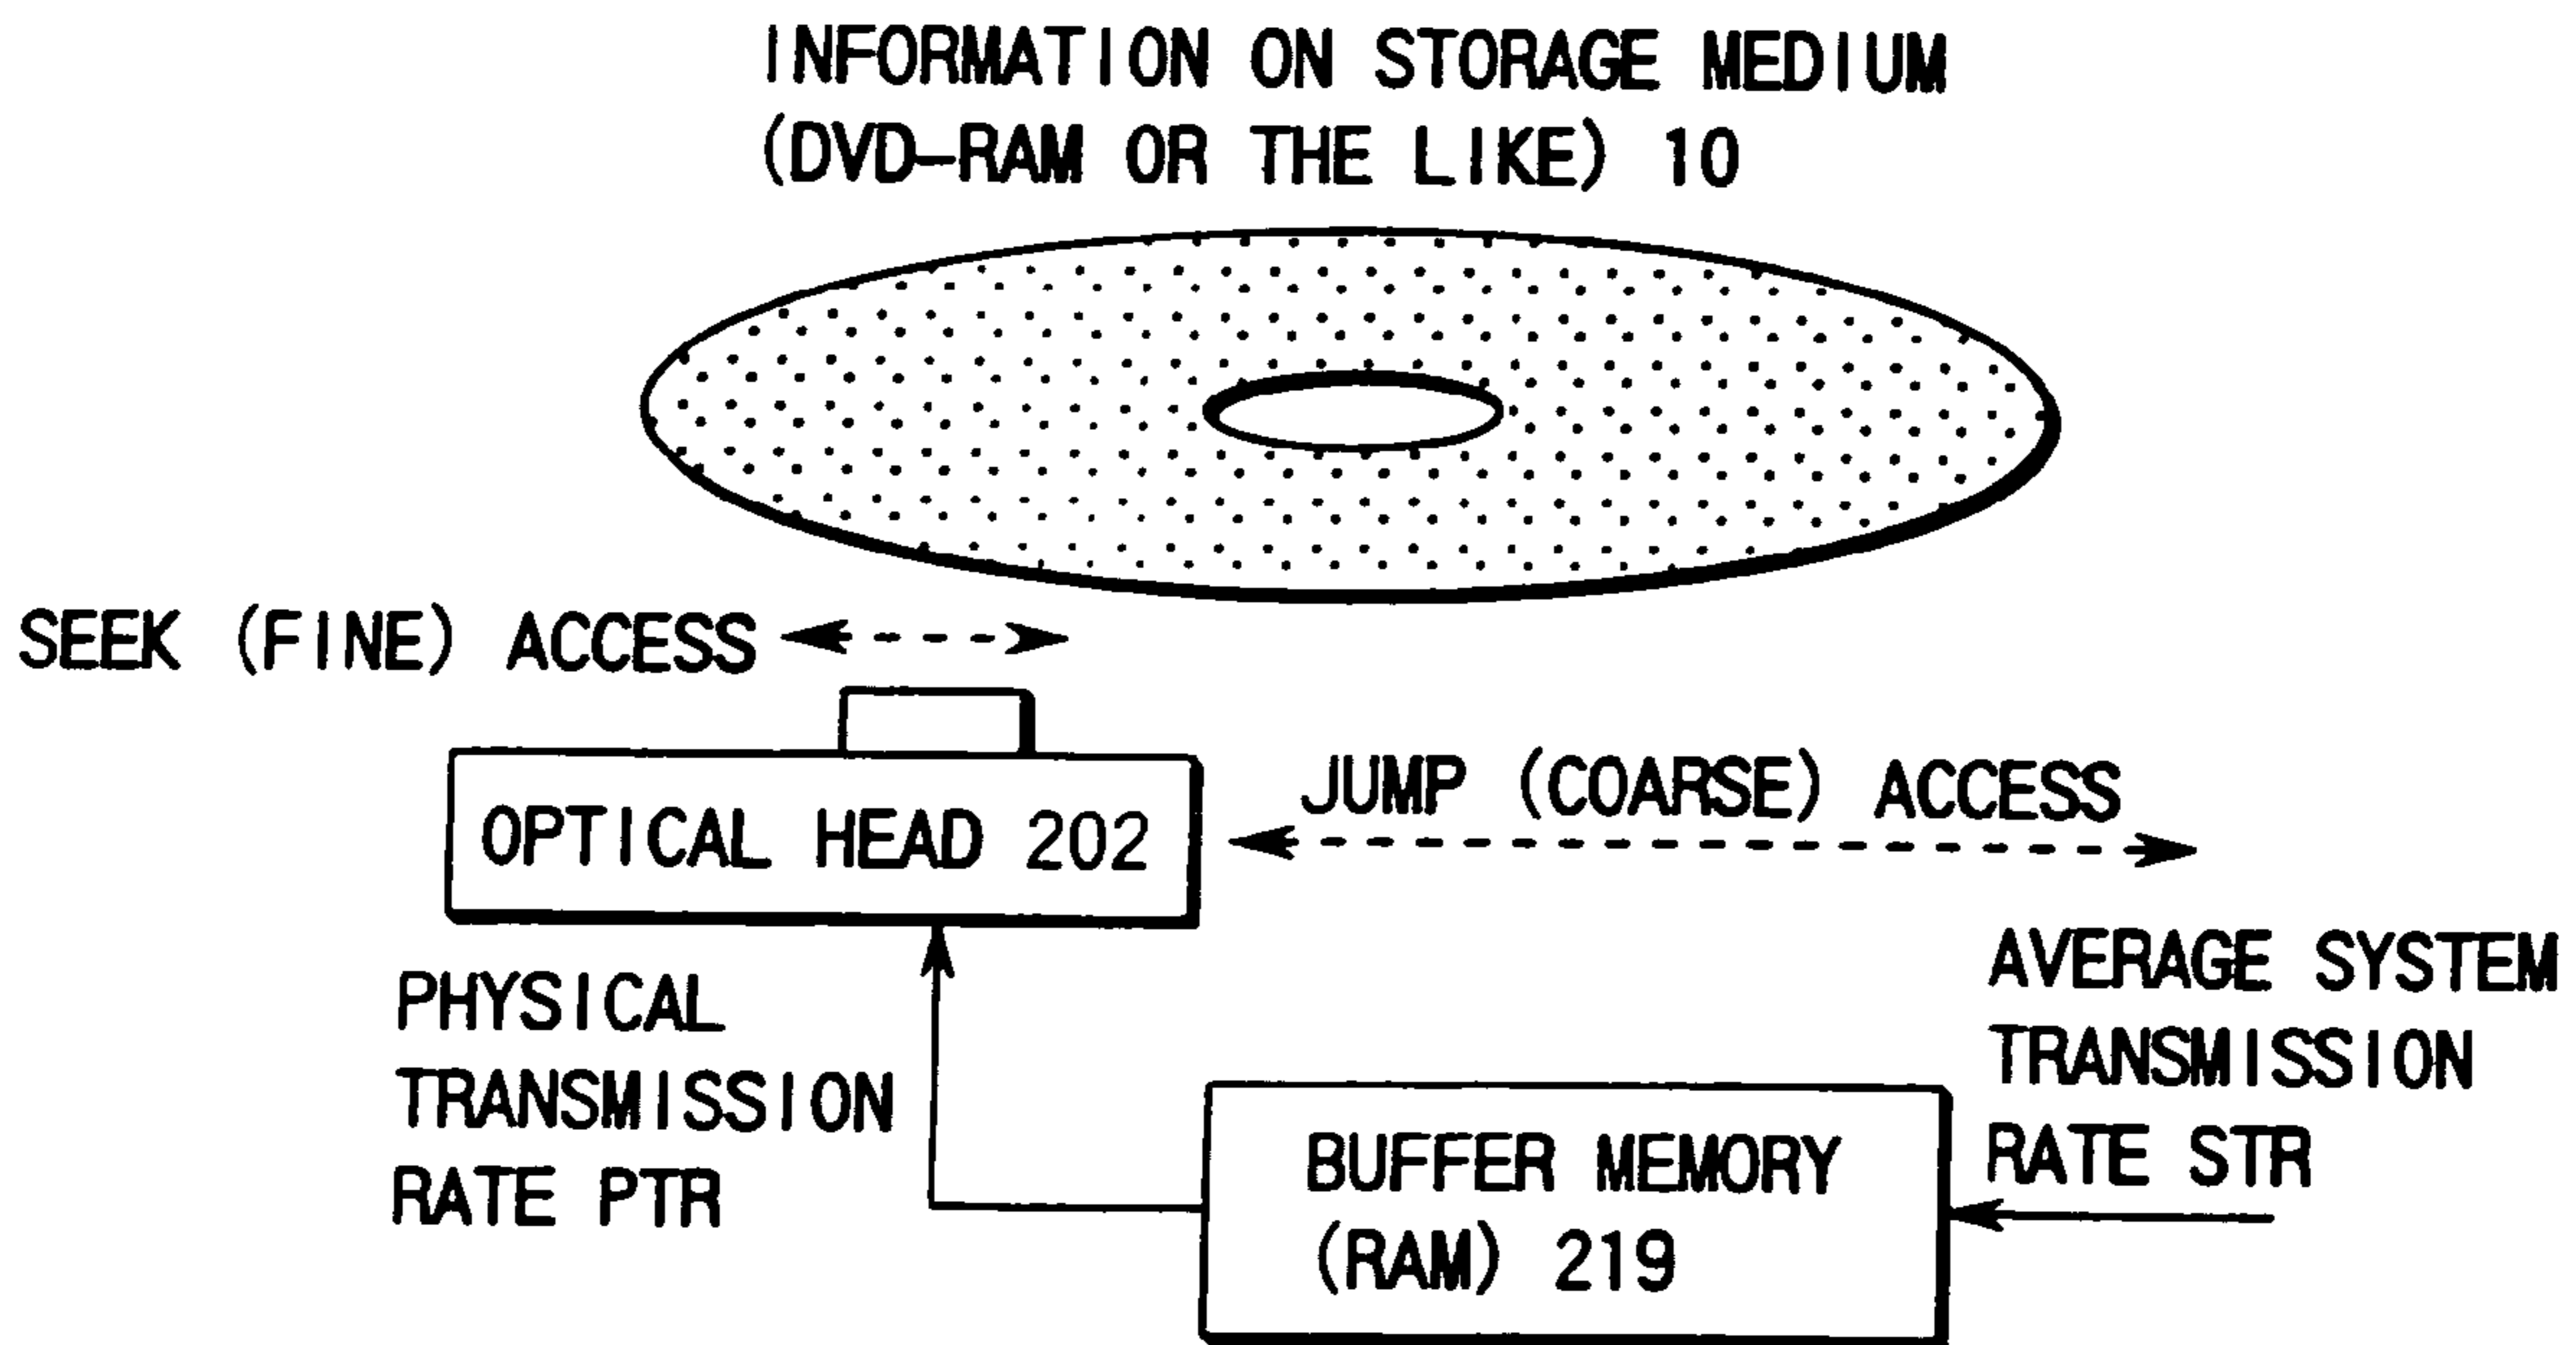 INFORMATION ON STORAGE MEDIUM
(DVD-RAM OR THE LIKE) 10
SEEK (FINE) ACCESS
JUMP (COARSE) ACCESS
OPTICAL HEAD 202
PHYSICAL
TRANSMISSION
RATE PTR
AVERAGE SYSTEM
TRANSMISSION
RATE STR
BUFFER MEMORY
(RAM) 219